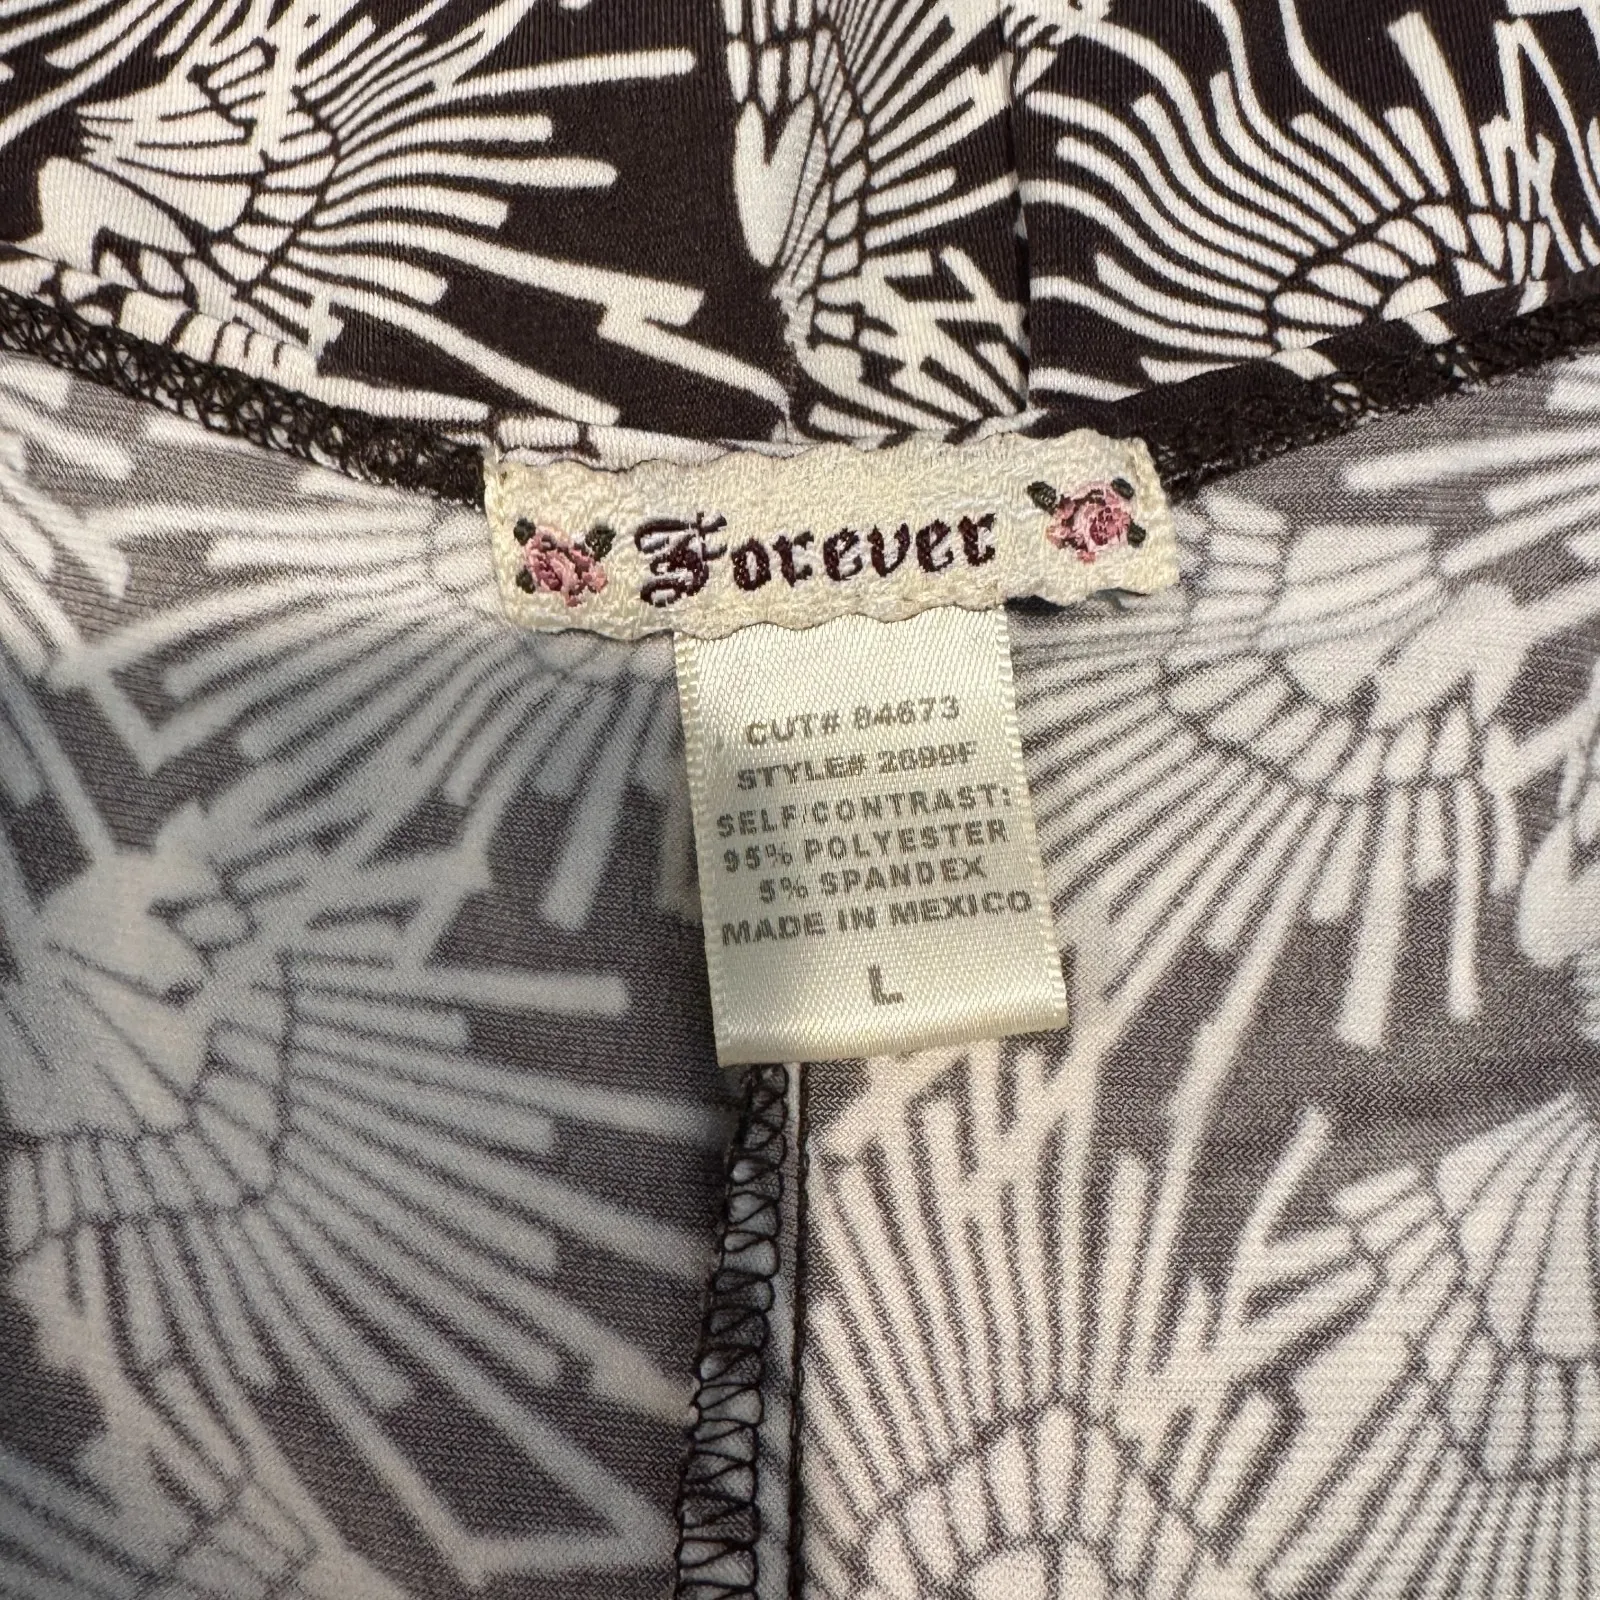 Forever
CUT# 84673
STYLE# 2699F
SELF/CONTRAST:
95% POLYESTER
5% SPANDEX
MADE IN MEXICO
L